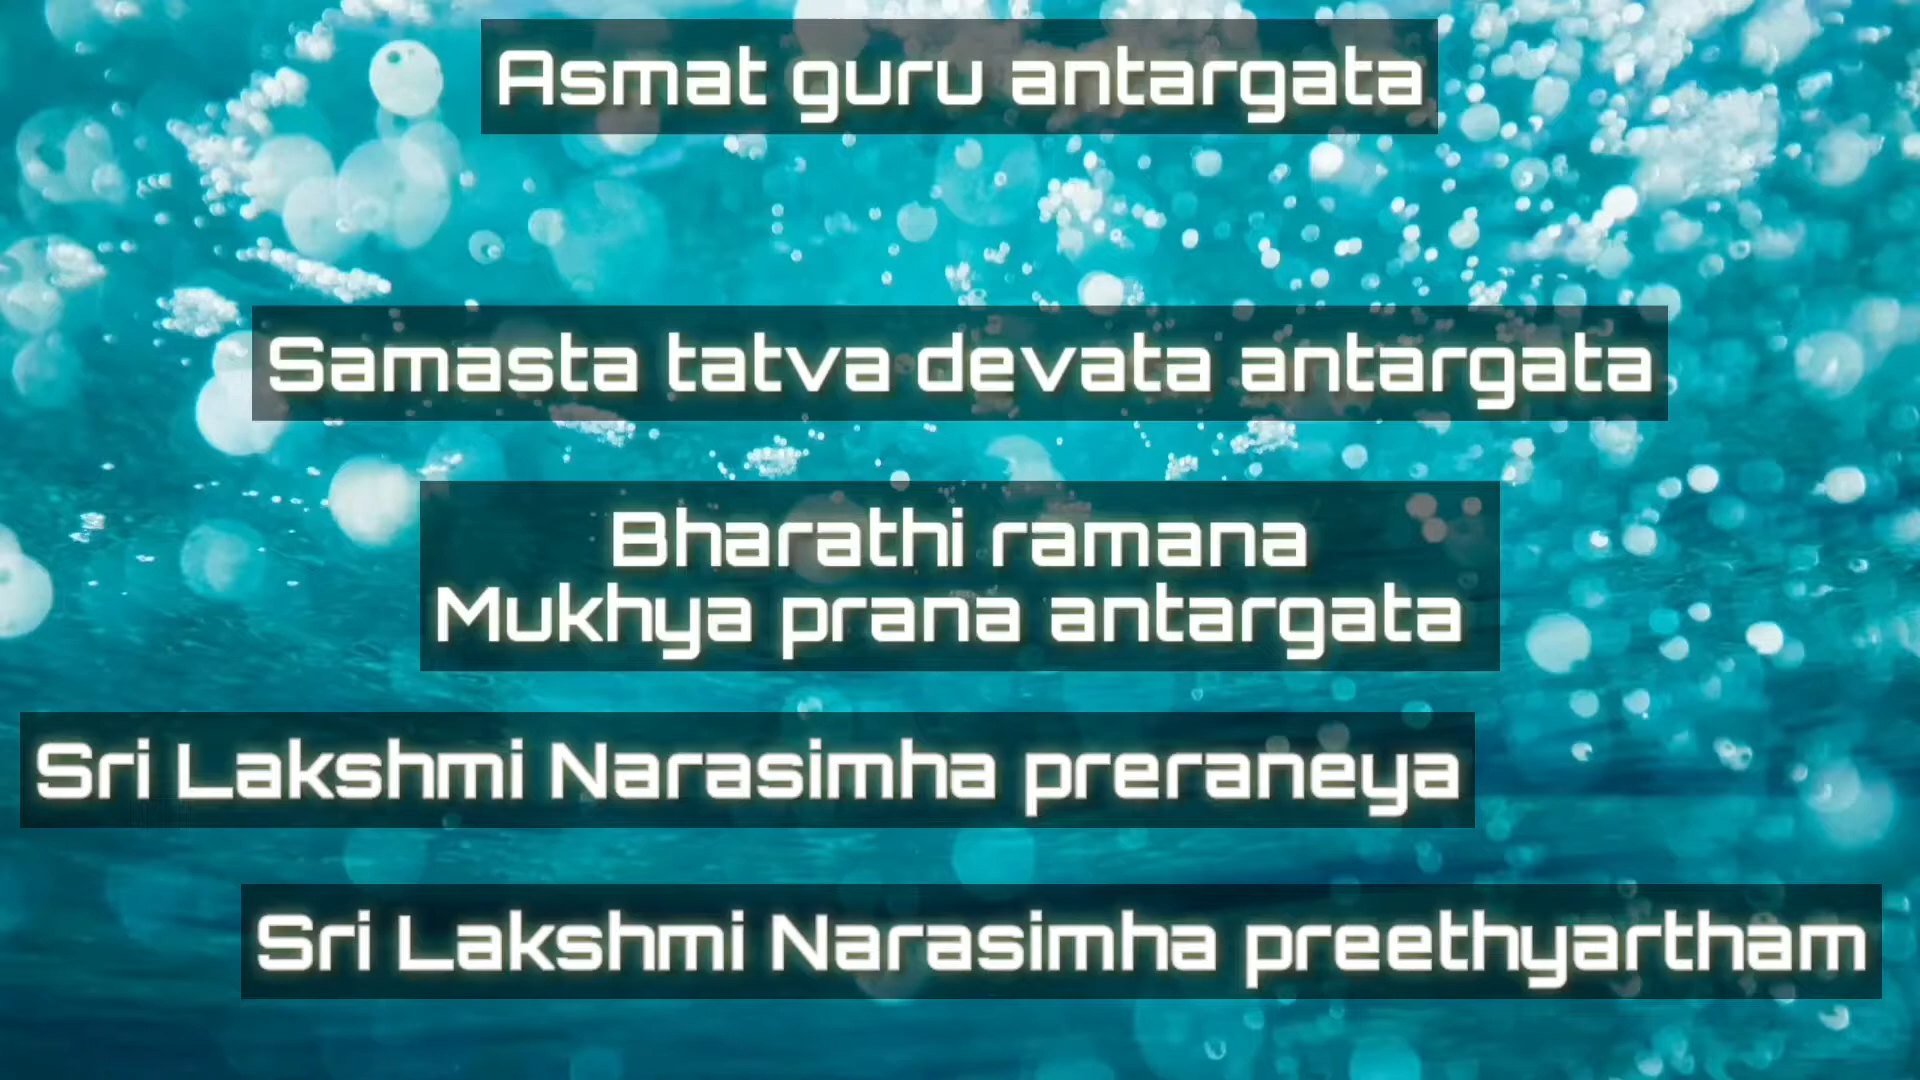 Asmat guru antargata
Samasta tatva devata antargata
Bharathi ramana
Mukhya prana antargata
Sri Lakshmi Narasimha preraneya
Sri Lakshmi Narasimha preethyartham